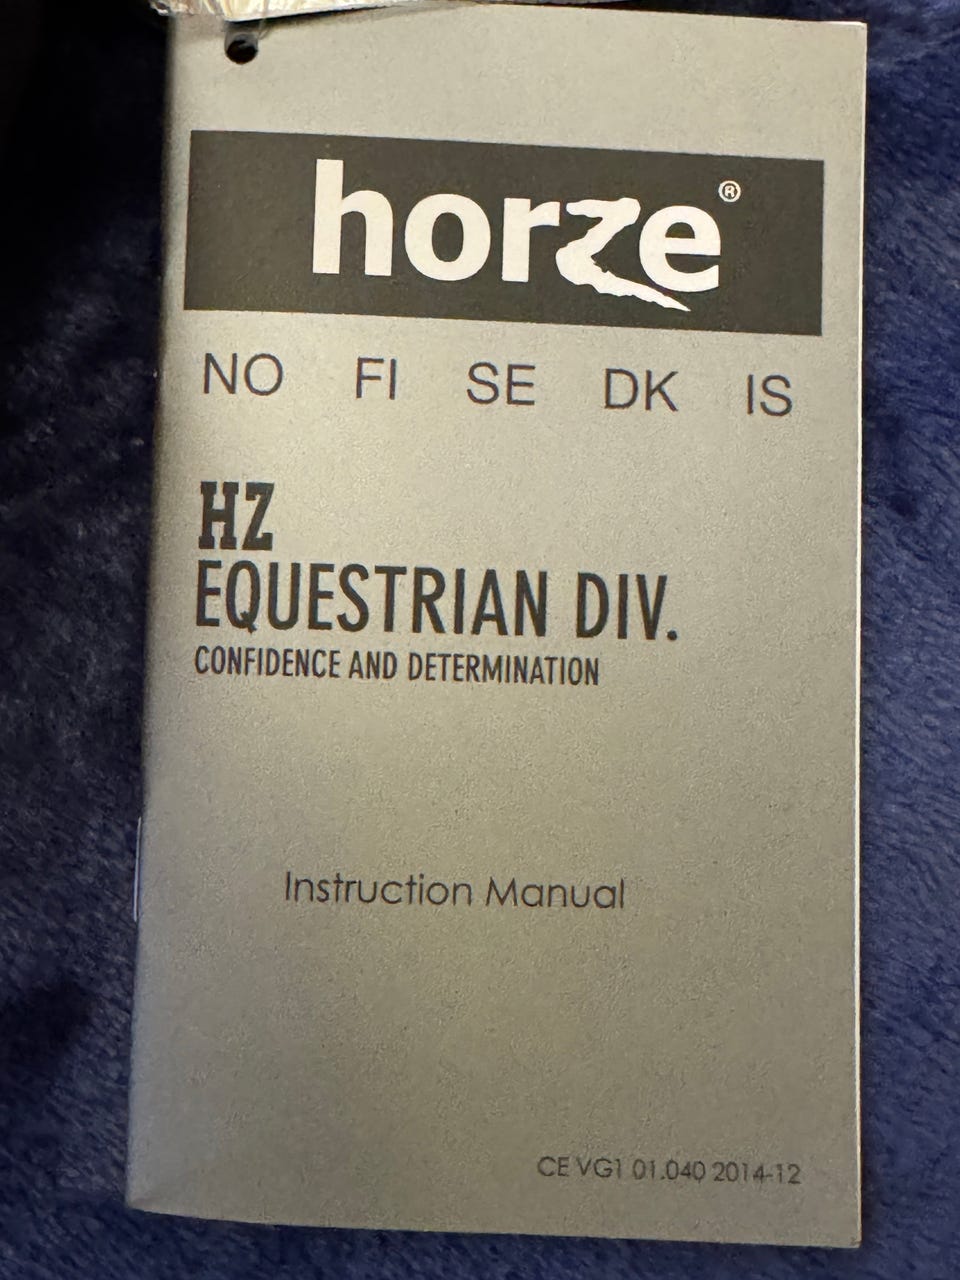 horze®
NO FI SE DK IS
HZ
EQUESTRIAN DIV.
CONFIDENCE AND DETERMINATION
Instruction Manual
CE VG1 01.040 2014-12